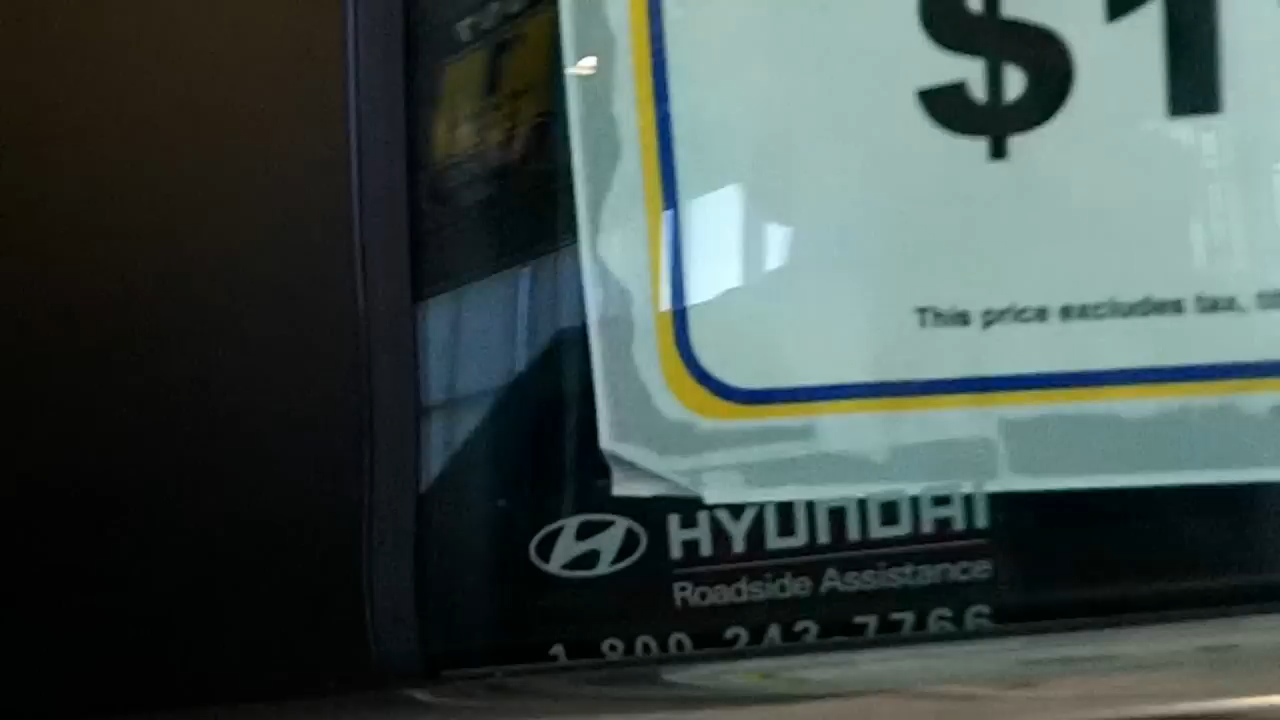 $1
This price excludes tax,
HYUNDAI
Roadside Assistance
1-800-243-7766